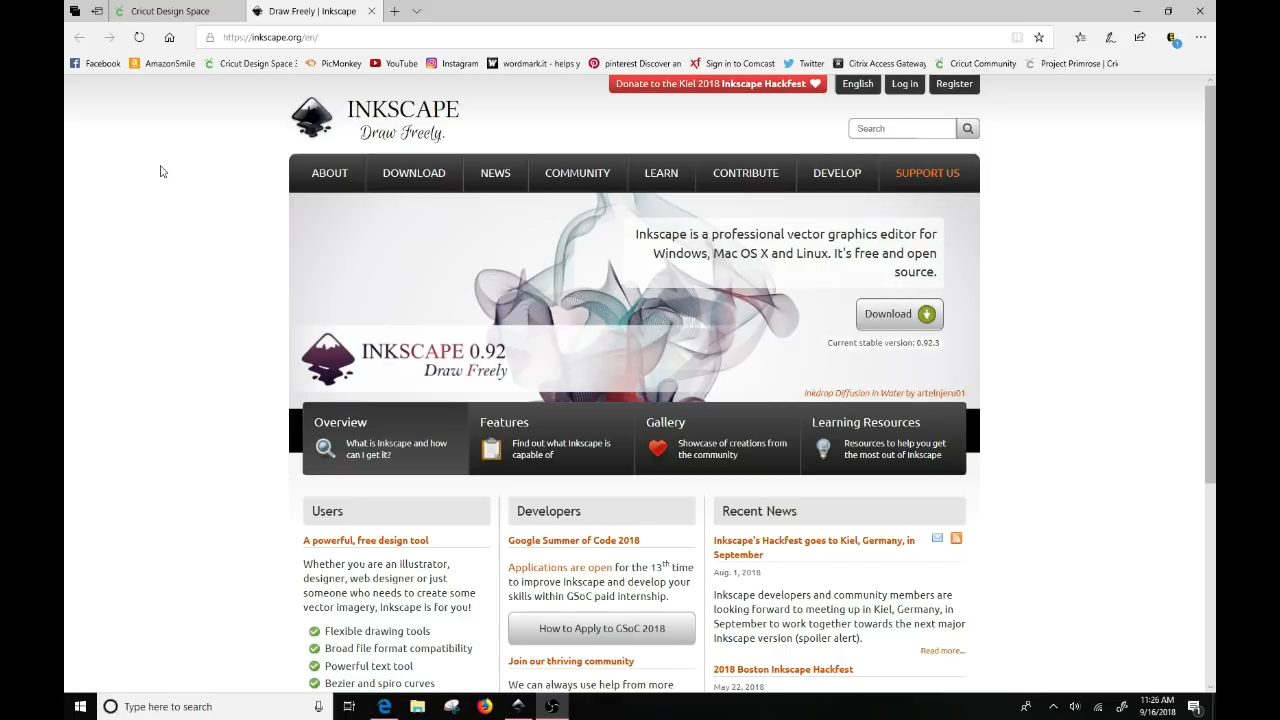 Cricut Design Space
Draw Freely | Inkscape
https://inkscape.org/en/
Facebook
AmazonSmile
Cricut Design Space :
PicMonkey
YouTube
Instagram
wordmark.it - helps y
pinterest Discover an
Sign in to Comcast
Twitter
Citrix Access Gateway
Cricut Community
Project Primrose | Cri
Donate to the Kiel 2018 Inkscape Hackfest
English
Log in
Register
INKSCAPE
Draw Freely.
Search
ABOUT
DOWNLOAD
NEWS
COMMUNITY
LEARN
CONTRIBUTE
DEVELOP
SUPPORT US
Inkscape is a professional vector graphics editor for
Windows, Mac OS X and Linux. It's free and open
source.
Download
Current stable version: 0.92.3
INKSCAPE 0.92
Draw Freely
Inkdrop Diffusion in Water by artelnjeru01
Overview
What is Inkscape and how
can I get it?
Features
Find out what Inkscape is
capable of
Gallery
Showcase of creations from
the community
Learning Resources
Resources to help you get
the most out of Inkscape
Users
A powerful, free design tool
Whether you are an illustrator,
designer, web designer or just
someone who needs to create some
vector imagery, Inkscape is for you!
Flexible drawing tools
Broad file format compatibility
Powerful text tool
Bezier and spiro curves
Developers
Google Summer of Code 2018
Applications are open for the 13th time
to improve Inkscape and develop your
skills within GSoC paid internship.
How to Apply to GSoC 2018
Join our thriving community
We can always use help from more
Recent News
Inkscape's Hackfest goes to Kiel, Germany, in
September
Aug. 1, 2018
Inkscape developers and community members are
looking forward to meeting up in Kiel, Germany, in
September to work together towards the next major
Inkscape version (spoiler alert).
Read more...
2018 Boston Inkscape Hackfest
May 22, 2018
Type here to search
11:26 AM
9/16/2018